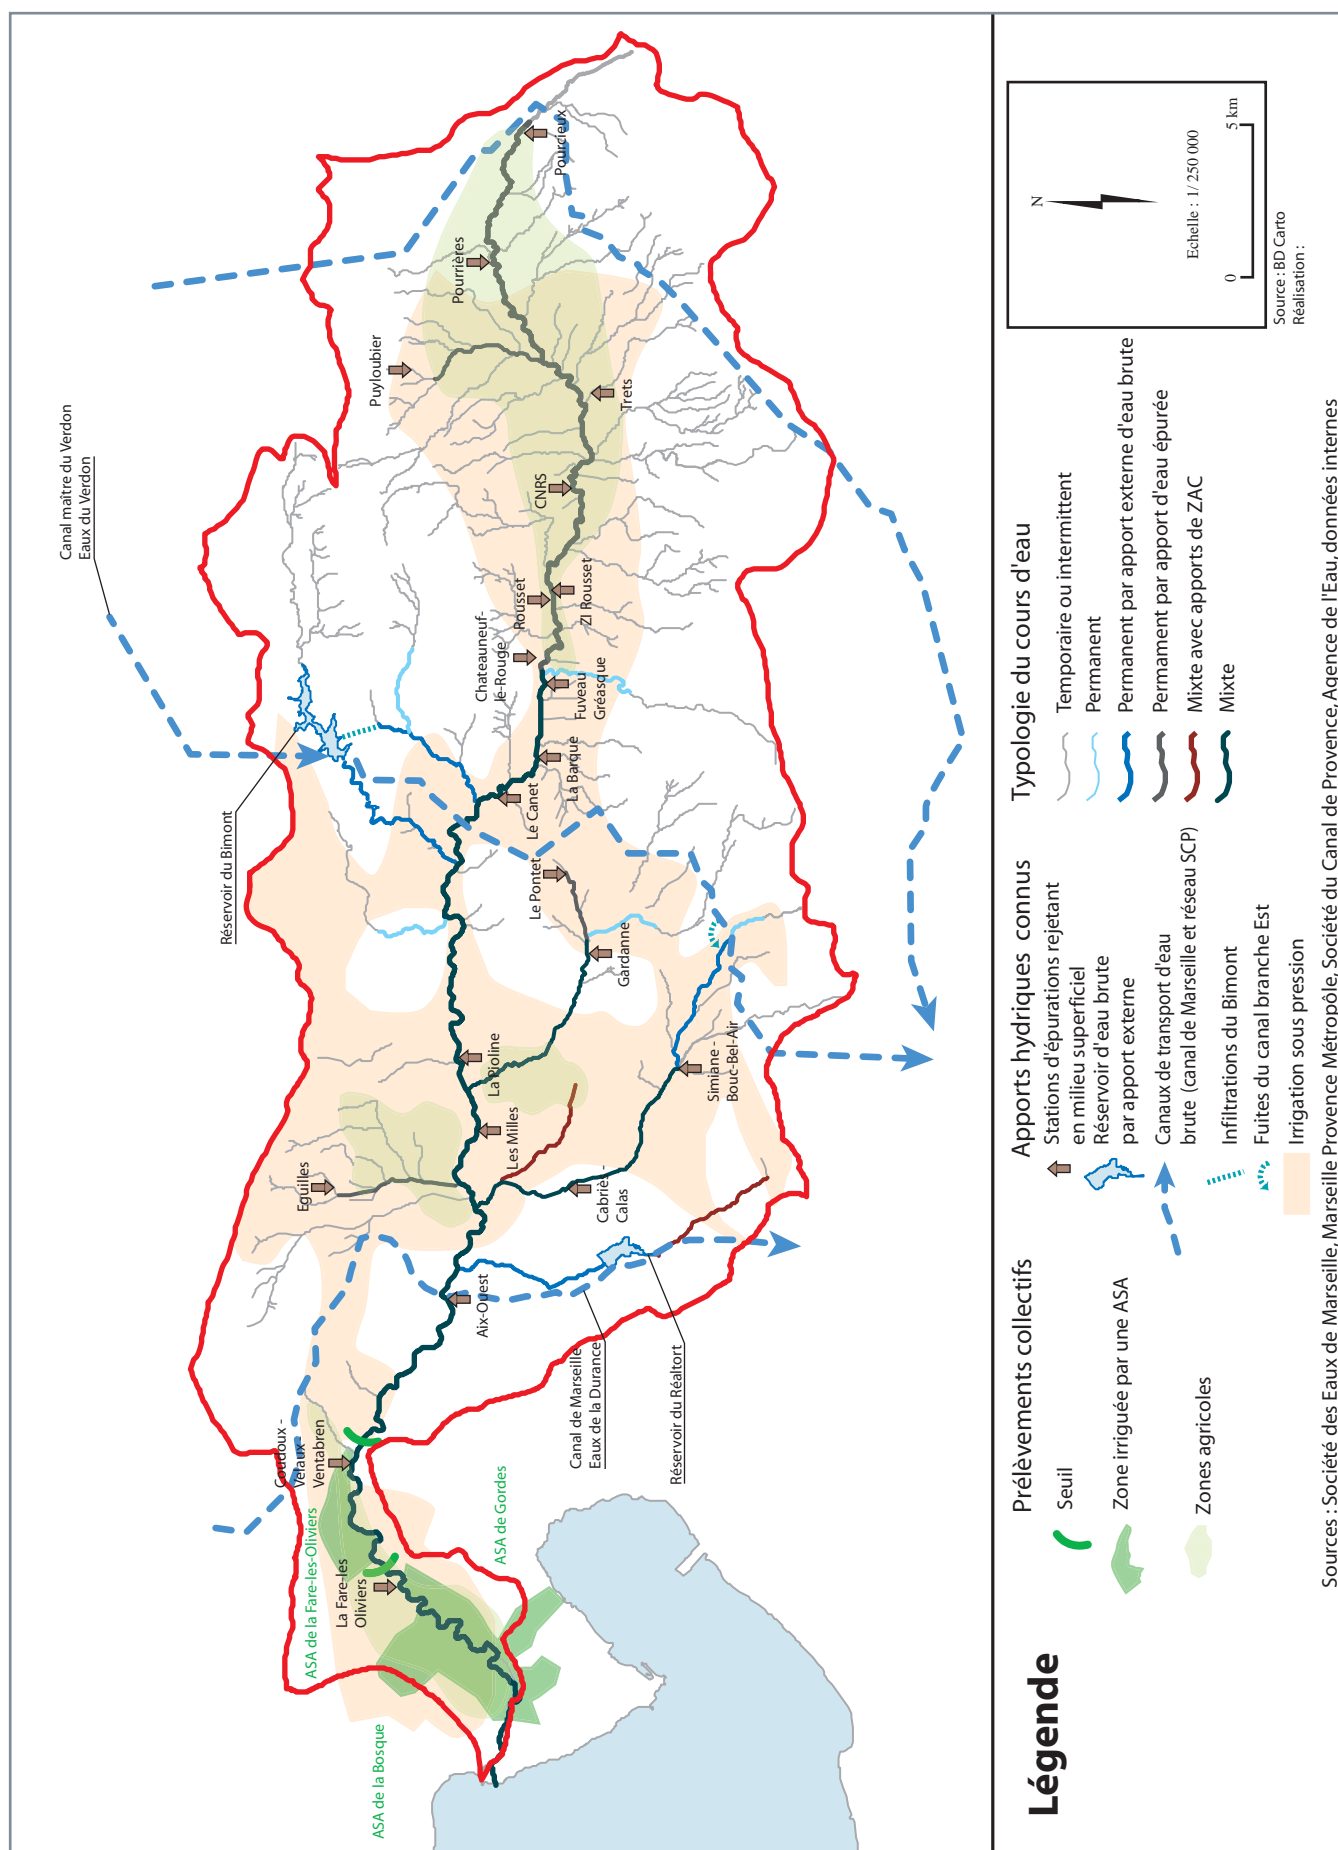 Canal maître du Verdon
Eaux du Verdon
Réservoir du Bimont
Pourcieux
Pourrières
Puyloubier
Trets
CNRS
Rousset
ZI Rousset
Chateauneuf-
le-Rouge
Fuveau
Gréasque
La Barque
Le Canet
Le Pontet
Gardanne
La Pioline
Simiane -
Bouc-Bel-Air
Les Milles
Eguilles
Cabriès -
Calas
Aix-Ouest
Canal de Marseille
Eaux de la Durance
Réservoir du Réaltort
Coudoux -
Velaux -
Ventabren
La Fare-les
Oliviers
ASA de la Fare-les-Oliviers
ASA de Gordes
ASA de la Bosque
Légende
Prélèvements collectifs
Seuil
Zone irriguée par une ASA
Zones agricoles
Apports hydriques connus
Stations d'épurations rejetant
en milieu superficiel
Réservoir d'eau brute
par apport externe
Canaux de transport d'eau
brute (canal de Marseille et réseau SCP)
Infiltrations du Bimont
Fuites du canal branche Est
Irrigation sous pression
Typologie du cours d'eau
Temporaire ou intermittent
Permanent
Permanent par apport externe d'eau brute
Permament par apport d'eau épurée
Mixte avec apports de ZAC
Mixte
N
Echelle : 1/ 250 000
0
5 km
Source : BD Carto
Réalisation :
Sources : Société des Eaux de Marseille, Marseille Provence Métropole, Société du Canal de Provence, Agence de l'Eau, données internes